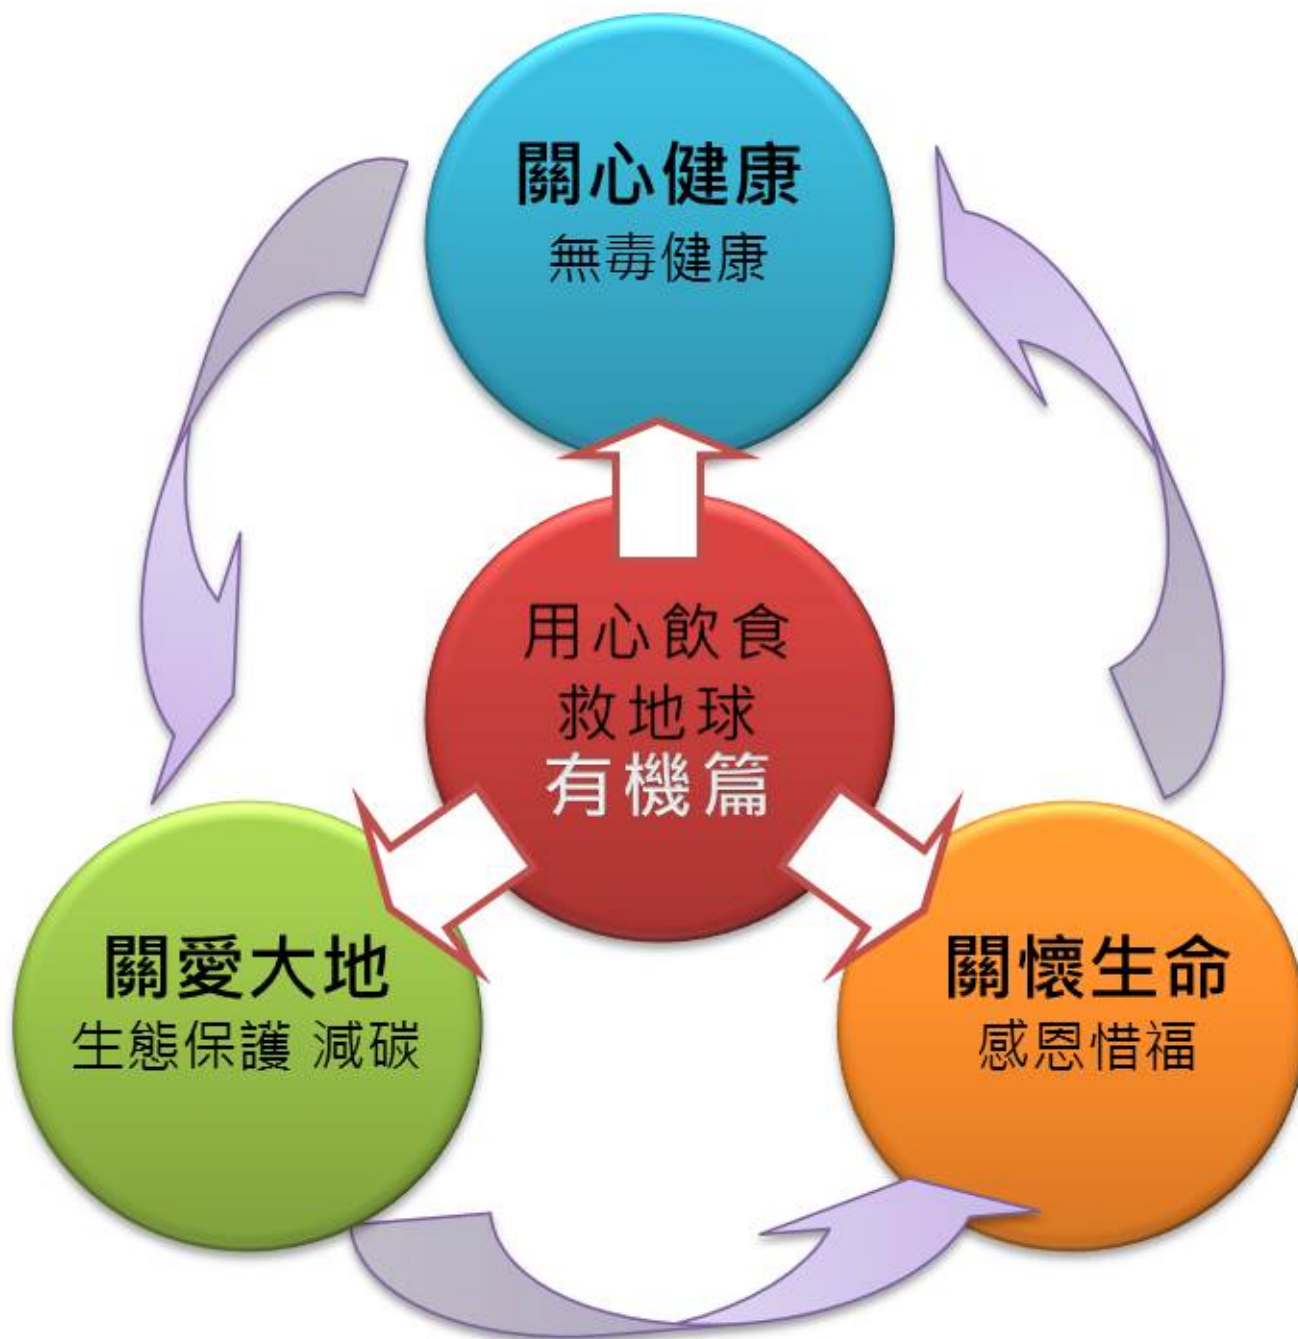 關心健康
無毒健康
用心飲食
救地球
有機篇
關愛大地
生態保護 減碳
關懷生命
感恩惜福